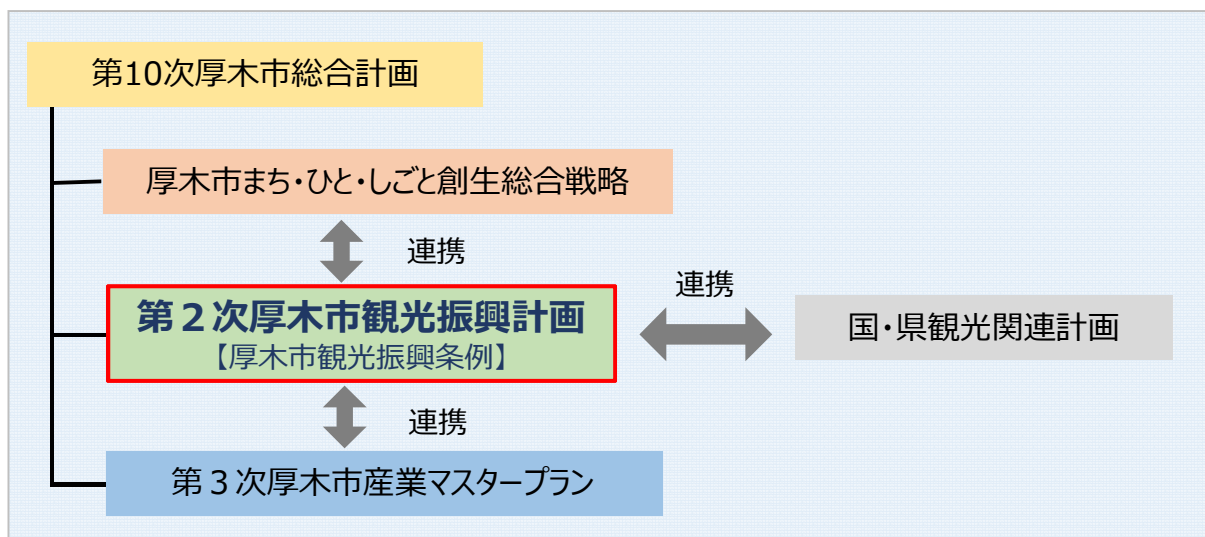 第10次厚木市総合計画
厚木市まち・ひと・しごと創生総合戦略
連携
第２次厚木市観光振興計画
【厚木市観光振興条例】
連携
国・県観光関連計画
連携
第３次厚木市産業マスタープラン